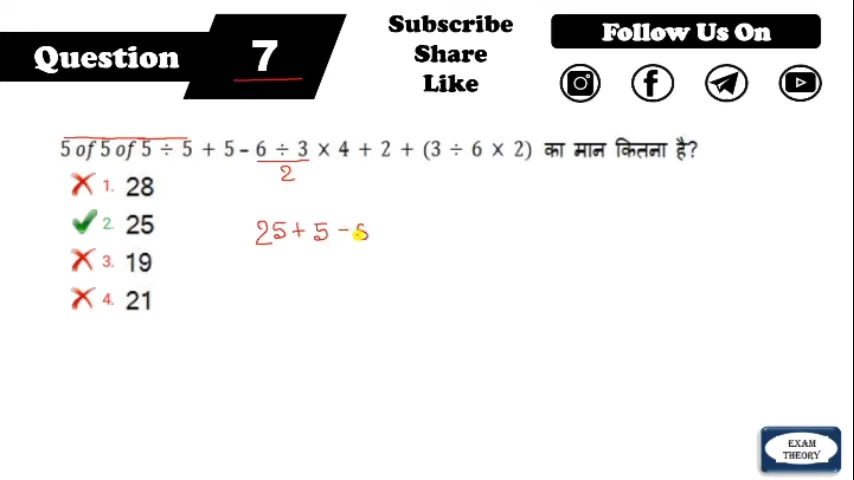 Question 7
Subscribe
Share
Like
Follow Us On
5 of 5 of 5 ÷ 5 + 5 – 6 ÷ 3 × 4 + 2 + (3 ÷ 6 × 2) का मान कितना है?
2
1. 28
2. 25
25 + 5 –
3. 19
4. 21
EXAM
THEORY